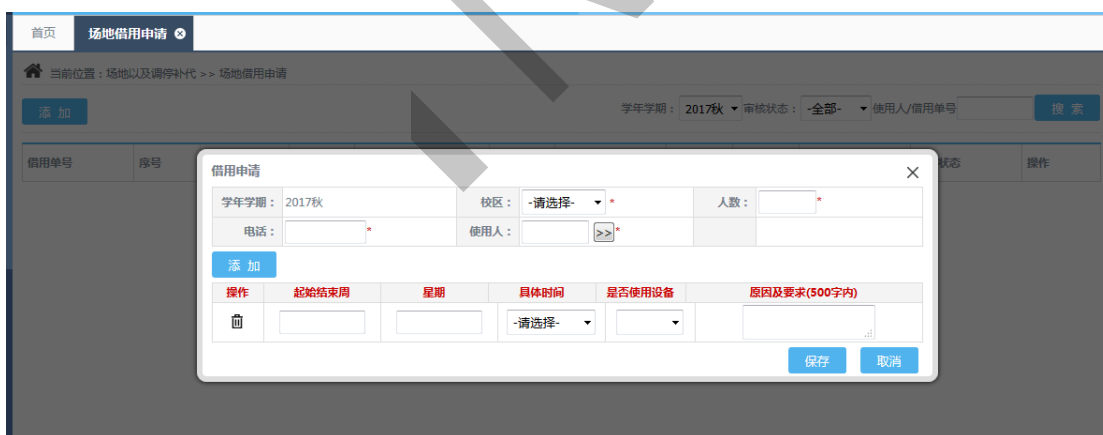 首页 场地借用申请
当前位置：场地以及调停补代 >> 场地借用申请
添 加 学年学期： 2017秋 审核状态： -全部- 使用人/借用单号 搜 索
借用单号 序号 状态 操作
借用申请
学年学期： 2017秋 校区： -请选择- * 人数： *
电话： * 使用人： >> *
添 加
操作 起始结束周 星期 具体时间 是否使用设备 原因及要求(500字内)
-请选择-
保存 取消